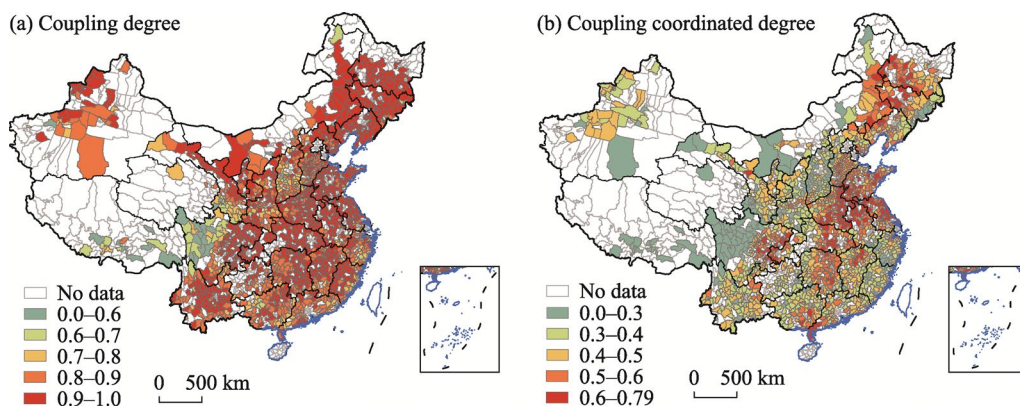 (a) Coupling degree
No data
0.0–0.6
0.6–0.7
0.7–0.8
0.8–0.9
0.9–1.0
0 500 km
(b) Coupling coordinated degree
No data
0.0–0.3
0.3–0.4
0.4–0.5
0.5–0.6
0.6–0.79
0 500 km